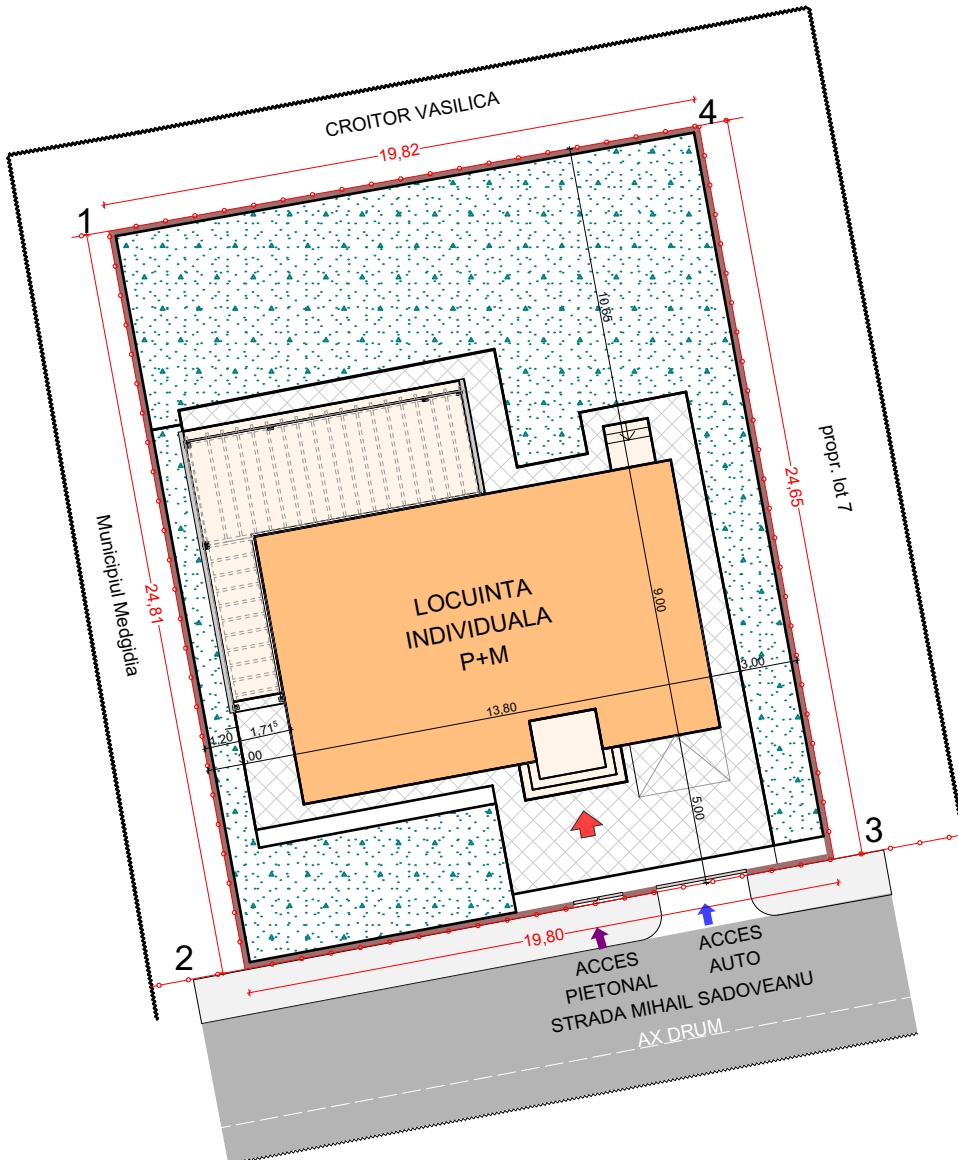 CROITOR VASILICA
4
19,82
1
10,65
propr. lot 7
24,65
Municipiul Medgidia
24,81
LOCUINTA
INDIVIDUALA
P+M
9,00
3,00
13,80
1,20
1,71⁵
3,00
5,00
3
2
19,80
ACCES
PIETONAL
ACCES
AUTO
STRADA MIHAIL SADOVEANU
AX DRUM